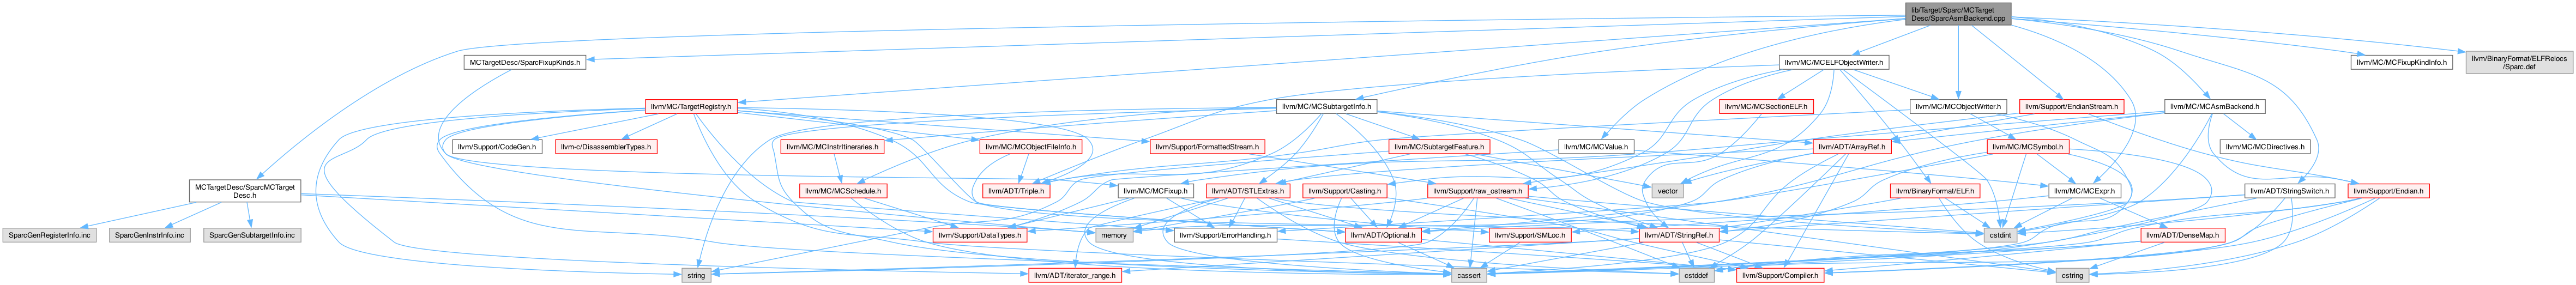 lib/Target/Sparc/MCTarget
Desc/SparcAsmBackend.cpp
MCTargetDesc/SparcFixupKinds.h
llvm/MC/MCELFObjectWriter.h
llvm/MC/MCFixupKindInfo.h
llvm/BinaryFormat/ELFRelocs
/Sparc.def
llvm/MC/TargetRegistry.h
llvm/MC/MCSubtargetInfo.h
llvm/MC/MCSectionELF.h
llvm/MC/MCObjectWriter.h
llvm/Support/EndianStream.h
llvm/MC/MCAsmBackend.h
llvm/Support/CodeGen.h
llvm-c/DisassemblerTypes.h
llvm/MC/MCInstrItineraries.h
llvm/MC/MCObjectFileInfo.h
llvm/Support/FormattedStream.h
llvm/MC/SubtargetFeature.h
llvm/MC/MCValue.h
llvm/ADT/ArrayRef.h
llvm/MC/MCSymbol.h
llvm/MC/MCDirectives.h
MCTargetDesc/SparcMCTarget
Desc.h
llvm/MC/MCSchedule.h
llvm/ADT/Triple.h
llvm/MC/MCFixup.h
llvm/ADT/STLExtras.h
llvm/Support/Casting.h
llvm/Support/raw_ostream.h
vector
llvm/BinaryFormat/ELF.h
llvm/MC/MCExpr.h
llvm/ADT/StringSwitch.h
llvm/Support/Endian.h
SparcGenRegisterInfo.inc
SparcGenInstrInfo.inc
SparcGenSubtargetInfo.inc
llvm/Support/DataTypes.h
memory
llvm/Support/ErrorHandling.h
llvm/ADT/Optional.h
llvm/Support/SMLoc.h
llvm/ADT/StringRef.h
cstdint
llvm/ADT/DenseMap.h
string
llvm/ADT/iterator_range.h
cassert
cstddef
llvm/Support/Compiler.h
cstring